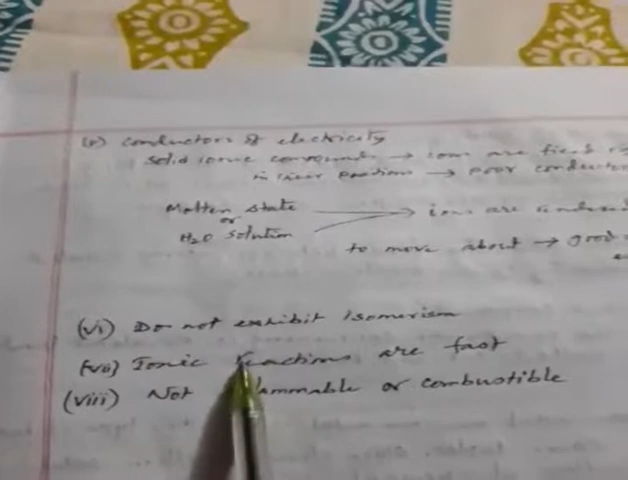 (v) conductors of electricity
solid ionic compounds → ions are fixed
in their positions → poor conductor
Molten state
or
H2O solution
→ ions are
to move about → good
(vi) Do not exhibit isomerism
(vii) Ionic reactions are fast
(viii) Not flammable or combustible